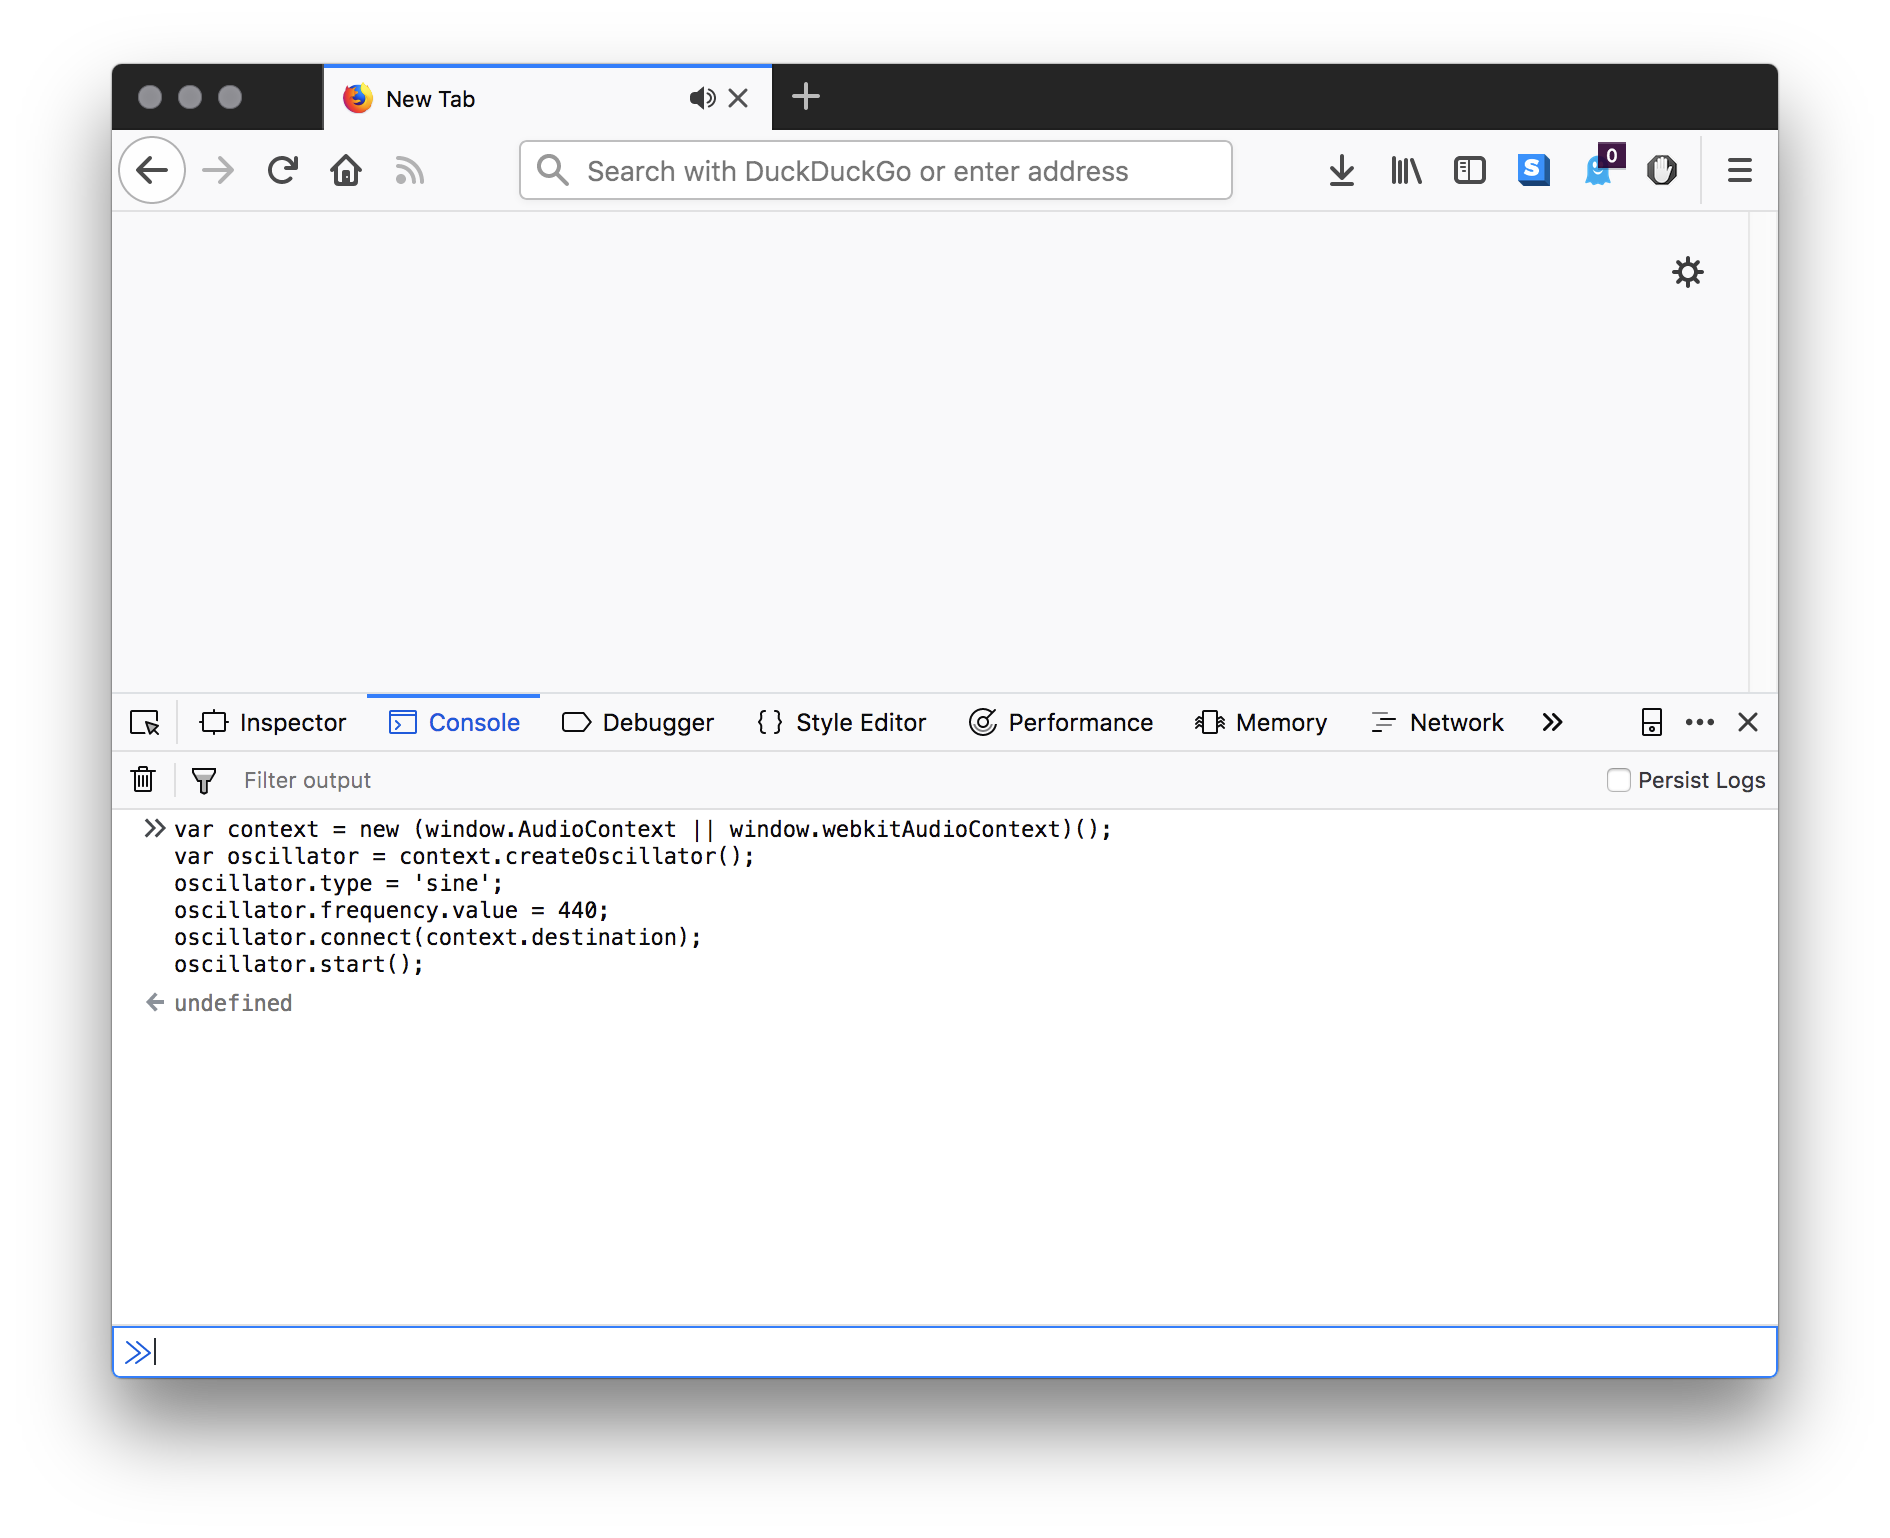 New Tab
Search with DuckDuckGo or enter address
S
0
Inspector
Console
Debugger
{ } Style Editor
Performance
Memory
Network
Filter output
Persist Logs
var context = new (window.AudioContext || window.webkitAudioContext)();
var oscillator = context.createOscillator();
oscillator.type = 'sine';
oscillator.frequency.value = 440;
oscillator.connect(context.destination);
oscillator.start();
undefined